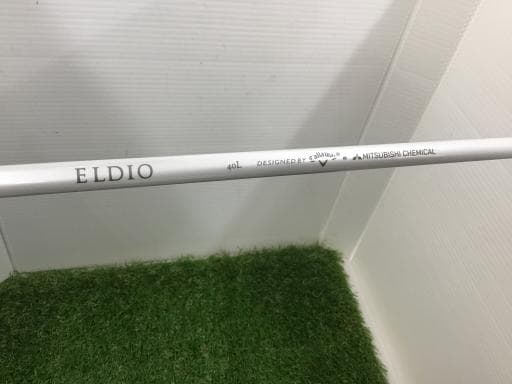 ELDIO 40L DESIGNED BY Callaway & MITSUBISHI CHEMICAL